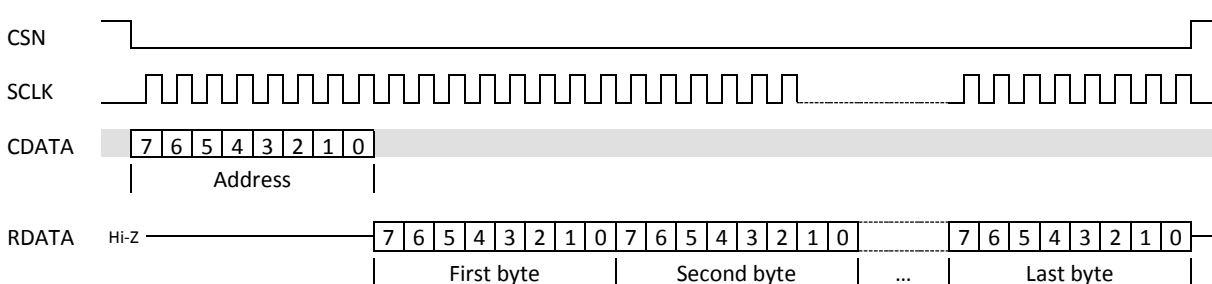 CSN
SCLK
CDATA 7 6 5 4 3 2 1 0
Address
RDATA Hi-Z 7 6 5 4 3 2 1 0 7 6 5 4 3 2 1 0 7 6 5 4 3 2 1 0
First byte Second byte ... Last byte